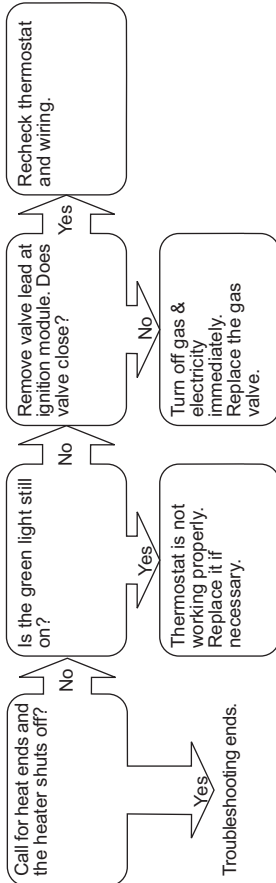 Call for heat ends and
the heater shuts off?
Yes
Troubleshooting ends.
No
Is the green light still
on?
Yes
Thermostat is not
working properly.
Replace it if
necessary.
No
Remove valve lead at
ignition module. Does
valve close?
No
Turn off gas &
electricity
immediately.
Replace the gas
valve.
Yes
Recheck thermostat
and wiring.